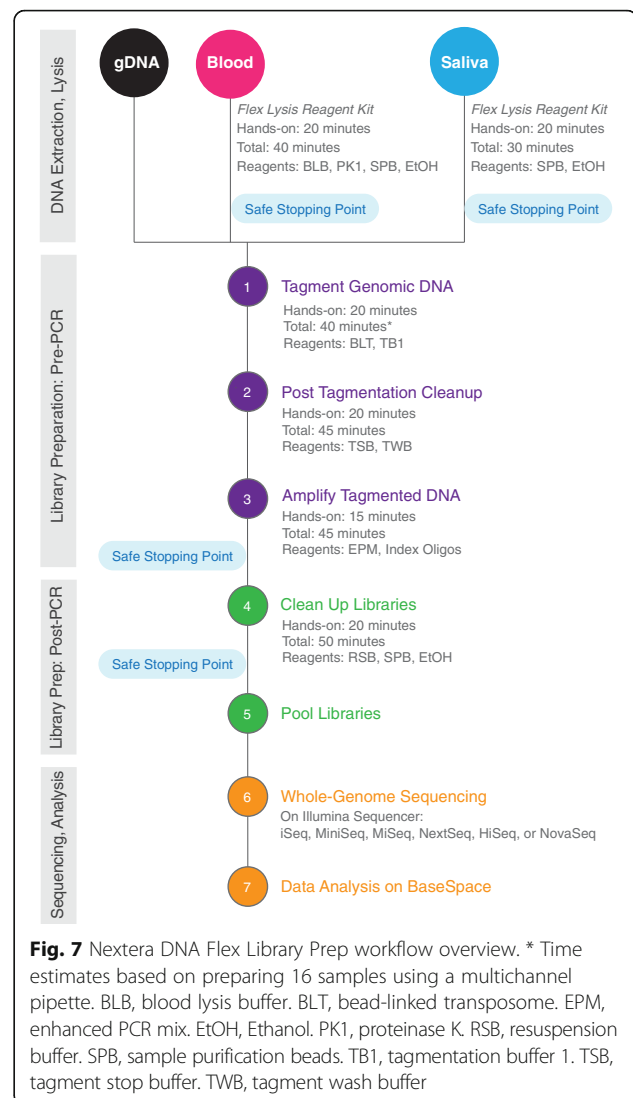 gDNA
Blood
Saliva
DNA Extraction, Lysis
Flex Lysis Reagent Kit
Hands-on: 20 minutes
Total: 40 minutes
Reagents: BLB, PK1, SPB, EtOH
Safe Stopping Point
Flex Lysis Reagent Kit
Hands-on: 20 minutes
Total: 30 minutes
Reagents: SPB, EtOH
Safe Stopping Point
Library Preparation: Pre-PCR
1
Tagment Genomic DNA
Hands-on: 20 minutes
Total: 40 minutes*
Reagents: BLT, TB1
2
Post Tagmentation Cleanup
Hands-on: 20 minutes
Total: 45 minutes
Reagents: TSB, TWB
3
Amplify Tagmented DNA
Hands-on: 15 minutes
Total: 45 minutes
Reagents: EPM, Index Oligos
Safe Stopping Point
Library Prep: Post-PCR
4
Clean Up Libraries
Hands-on: 20 minutes
Total: 50 minutes
Reagents: RSB, SPB, EtOH
Safe Stopping Point
5
Pool Libraries
Sequencing, Analysis
6
Whole-Genome Sequencing
On Illumina Sequencer:
iSeq, MiniSeq, MiSeq, NextSeq, HiSeq, or NovaSeq
7
Data Analysis on BaseSpace
Fig. 7 Nextera DNA Flex Library Prep workflow overview. * Time
estimates based on preparing 16 samples using a multichannel
pipette. BLB, blood lysis buffer. BLT, bead-linked transposome. EPM,
enhanced PCR mix. EtOH, Ethanol. PK1, proteinase K. RSB, resuspension
buffer. SPB, sample purification beads. TB1, tagmentation buffer 1. TSB,
tagment stop buffer. TWB, tagment wash buffer